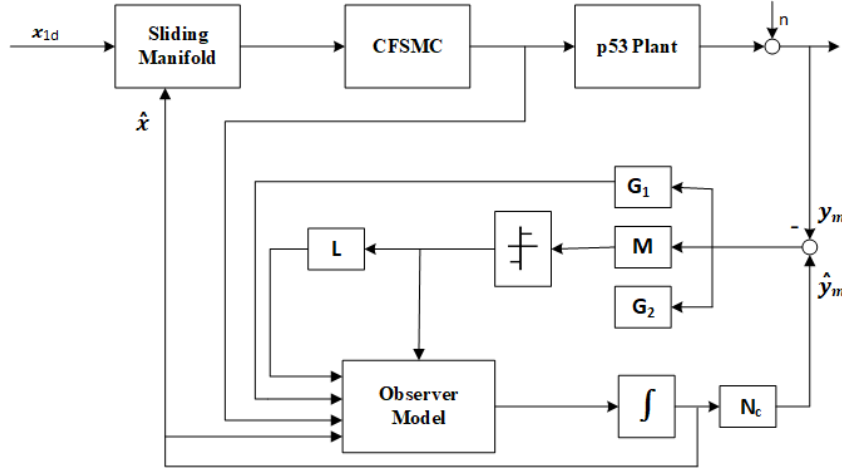 x1d
Sliding
Manifold
CFSMC
p53 Plant
n
x̂
G1
ym
-
L
M
ŷm
G2
Observer
Model
∫
Nc